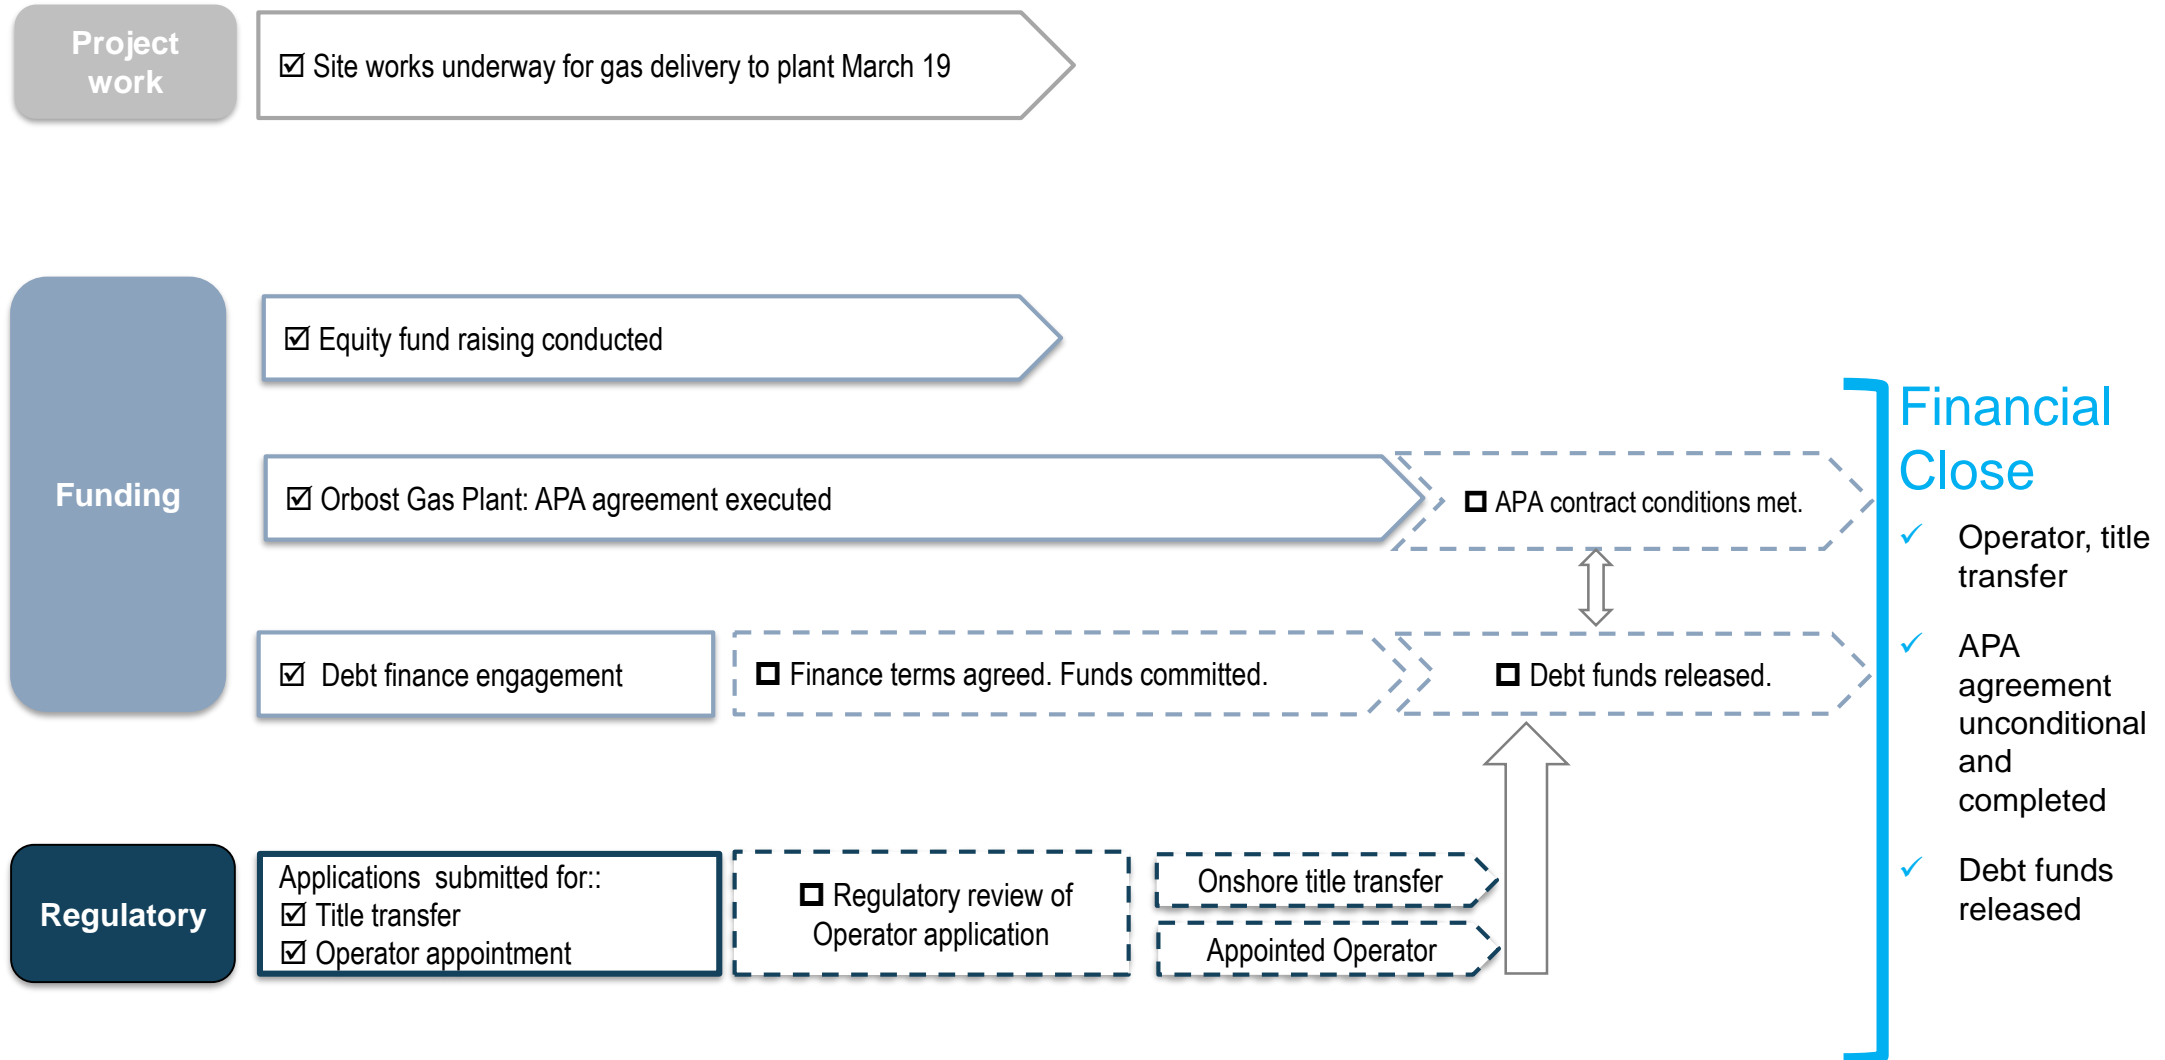 Project
work
☑ Site works underway for gas delivery to plant March 19
Funding
☑ Equity fund raising conducted
☑ Orbost Gas Plant: APA agreement executed
☐ APA contract conditions met.
☑ Debt finance engagement
☐ Finance terms agreed. Funds committed.
☐ Debt funds released.
Regulatory
Applications submitted for::
☑ Title transfer
☑ Operator appointment
☐ Regulatory review of
Operator application
Onshore title transfer
Appointed Operator
Financial
Close
✓ Operator, title
transfer
✓ APA
agreement
unconditional
and
completed
✓ Debt funds
released